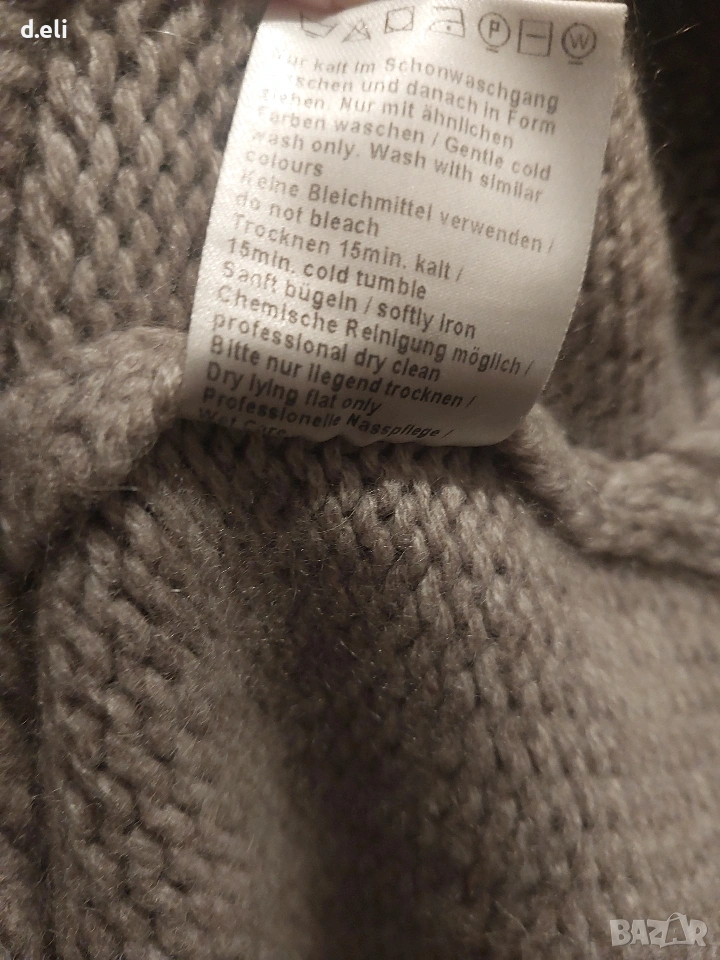 d.eli
P W
kalt im Schonwaschgang
und danach in Form
ziehen. Nur mit ähnlichen
Farben waschen / Gentle cold
wash only. Wash with similar
colours
Keine Bleichmittel verwenden /
do not bleach
Trocknen 15min. kalt /
15min. cold tumble
Sanft bügeln / softly iron
Chemische Reinigung möglich /
professional dry clean
Bitte nur liegend trocknen /
Dry lying flat only
Professionelle Nasspflege /
Wet Care
BAZAR